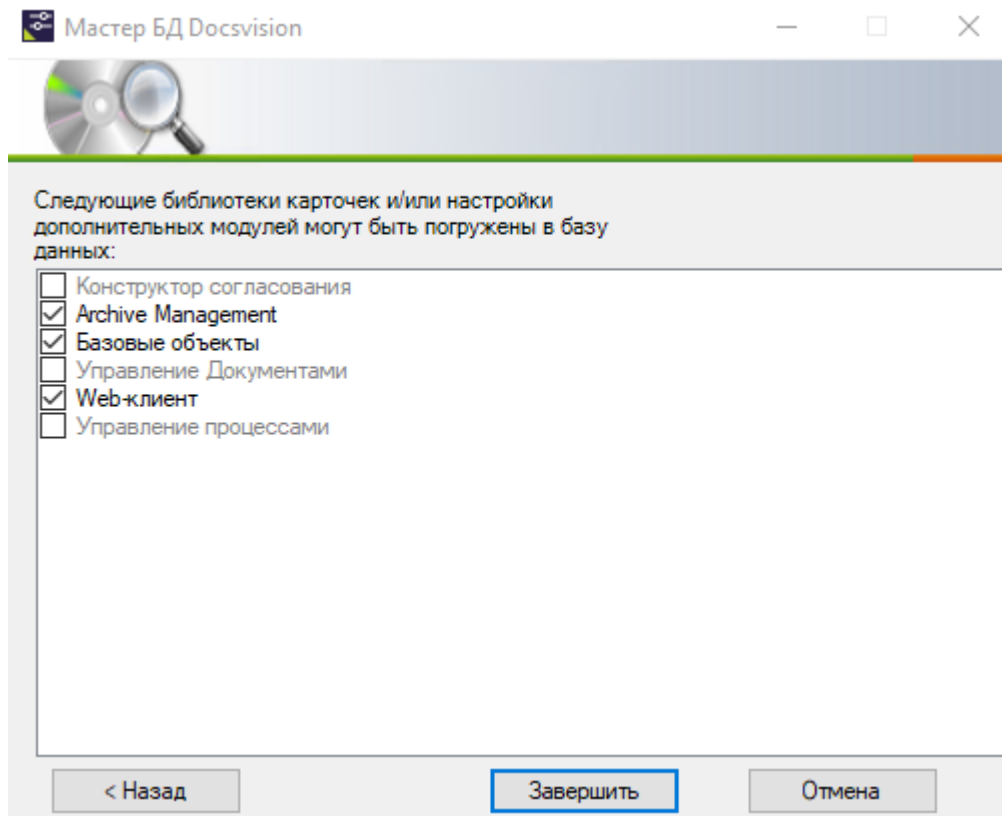 Мастер БД Docsvision
Следующие библиотеки карточек и/или настройки
дополнительных модулей могут быть погружены в базу
данных:
Конструктор согласования
Archive Management
Базовые объекты
Управление Документами
Web-клиент
Управление процессами
< Назад
Завершить
Отмена